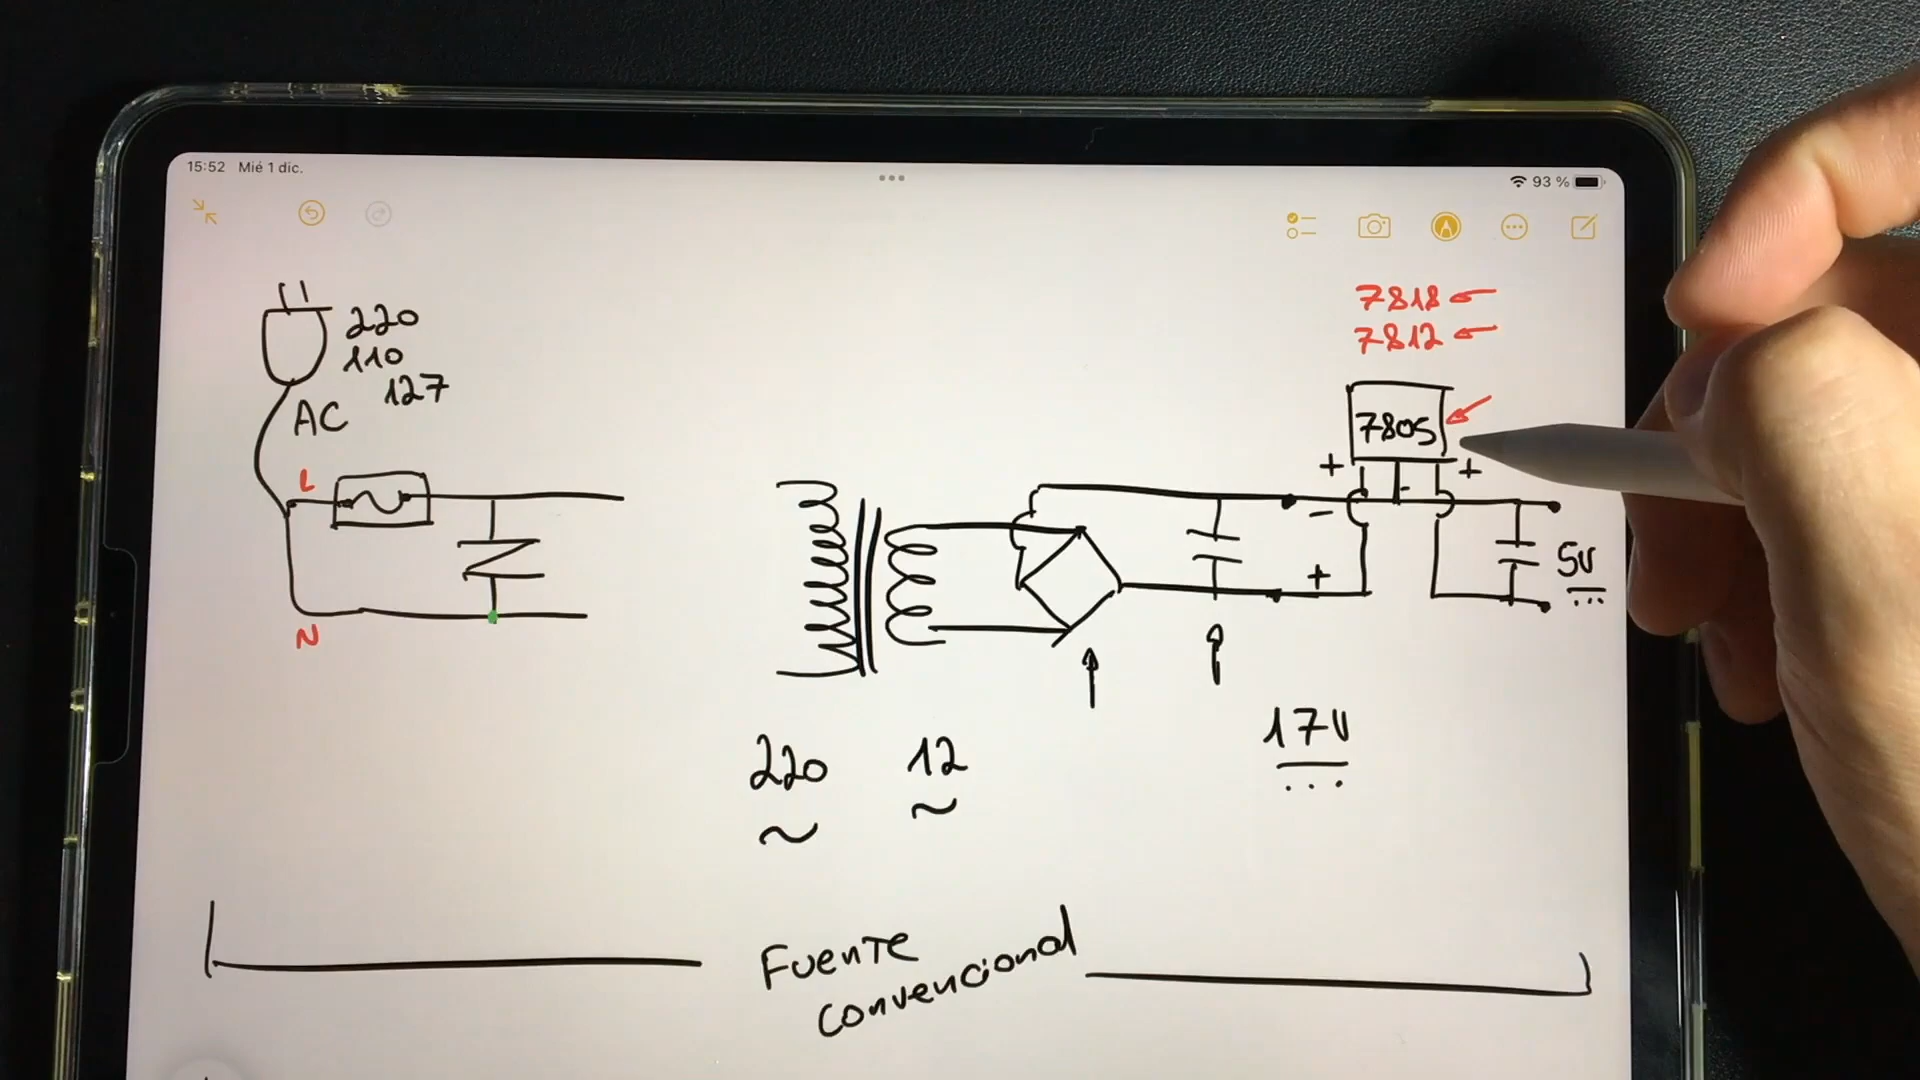 15:52 Mié 1 dic.
93 %
7818
7812
220
110
127
AC
7805
+ +
-
L
-
+
5V
N
17V
220 12
~ ~
Fuente
convencional